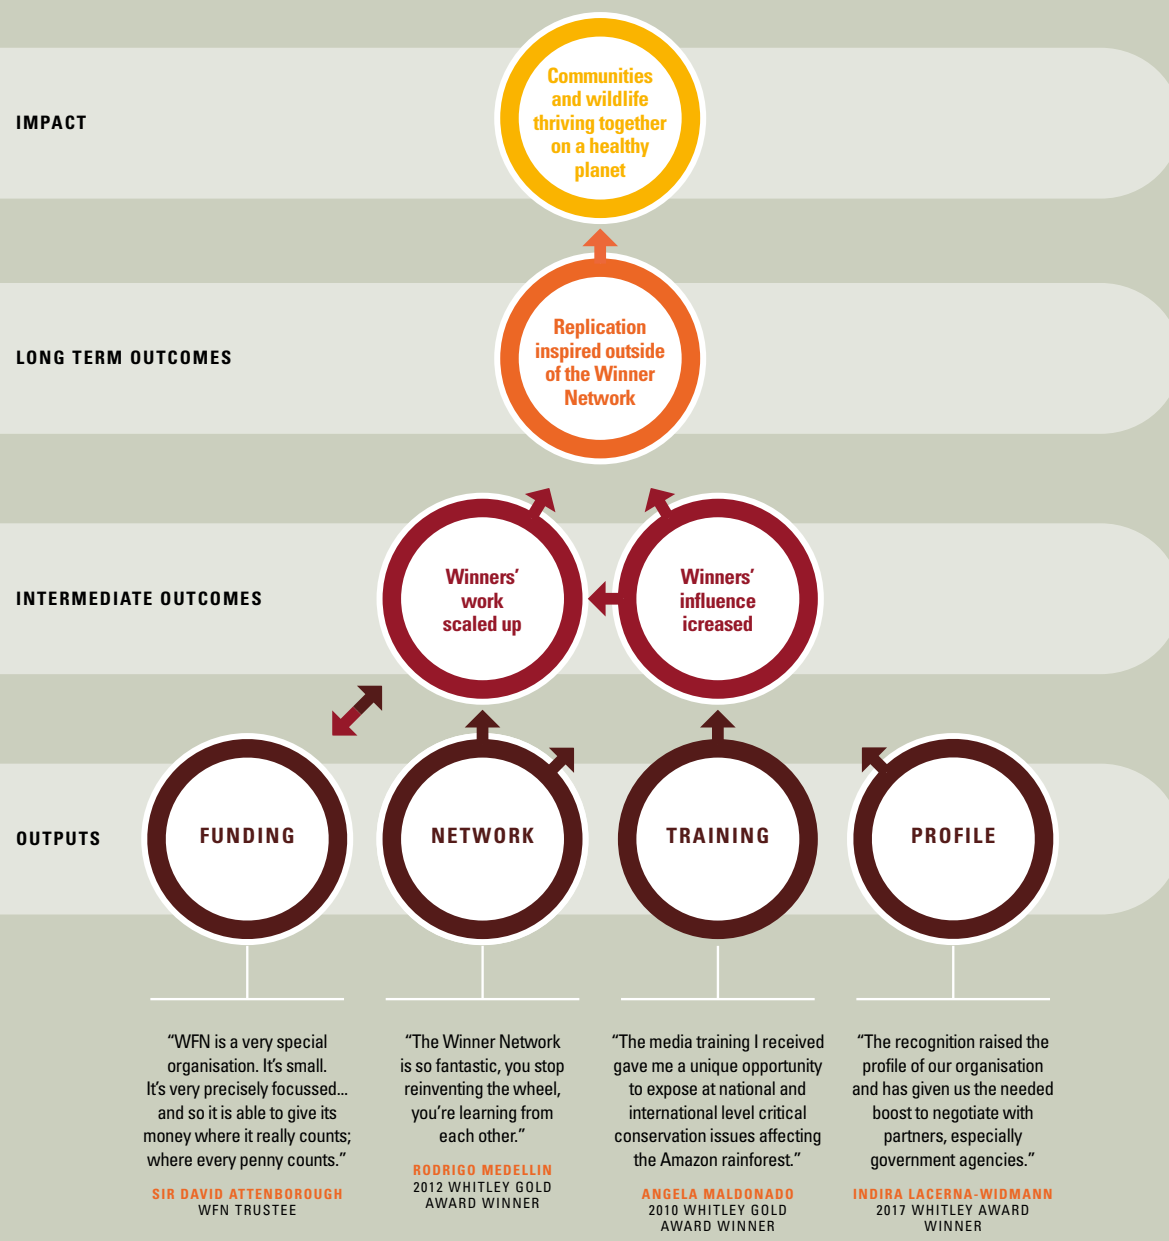 IMPACT
Communities
and wildlife
thriving together
on a healthy
planet
LONG TERM OUTCOMES
Replication
inspired outside
of the Winner
Network
INTERMEDIATE OUTCOMES
Winners’
work
scaled up
Winners’
influence
icreased
OUTPUTS
FUNDING
NETWORK
TRAINING
PROFILE
“WFN is a very special
organisation. It’s small.
It’s very precisely focussed...
and so it is able to give its
money where it really counts;
where every penny counts.”
SIR DAVID ATTENBOROUGH
WFN TRUSTEE
“The Winner Network
is so fantastic, you stop
reinventing the wheel,
you’re learning from
each other.”
RODRIGO MEDELLIN
2012 WHITLEY GOLD
AWARD WINNER
“The media training I received
gave me a unique opportunity
to expose at national and
international level critical
conservation issues affecting
the Amazon rainforest.”
ANGELA MALDONADO
2010 WHITLEY GOLD
AWARD WINNER
“The recognition raised the
profile of our organisation
and has given us the needed
boost to negotiate with
partners, especially
government agencies.”
INDIRA LACERNA-WIDMANN
2017 WHITLEY AWARD
WINNER